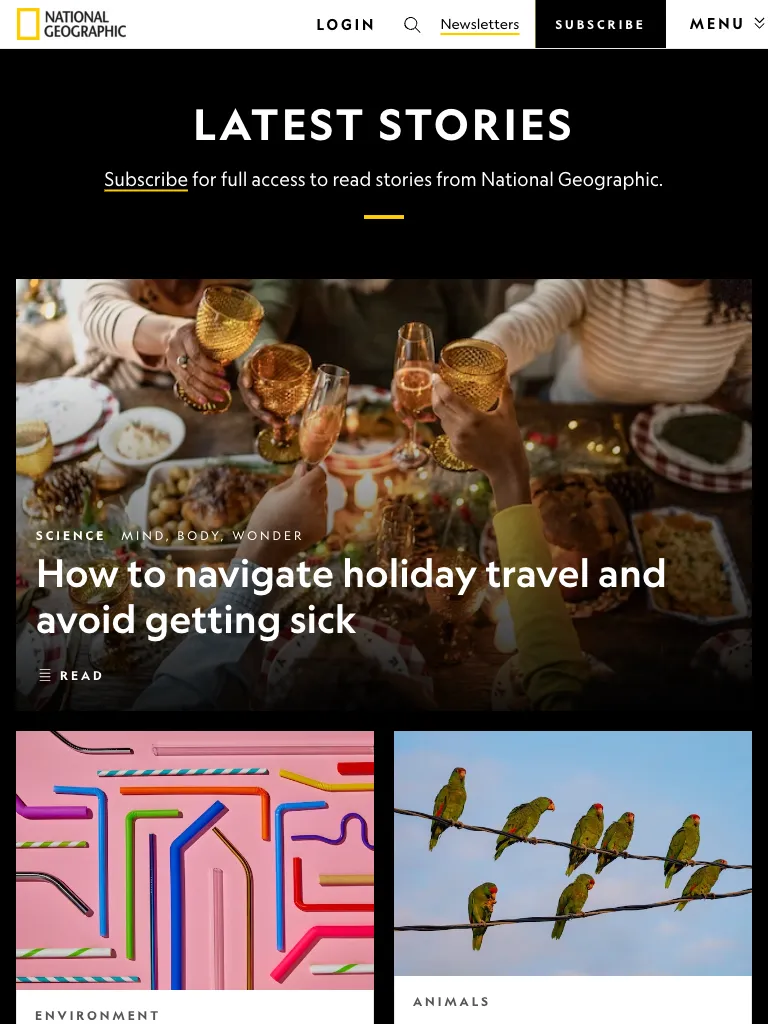 NATIONAL
GEOGRAPHIC
LOGIN
Newsletters
SUBSCRIBE
MENU
LATEST STORIES
Subscribe for full access to read stories from National Geographic.
SCIENCE MIND, BODY, WONDER
How to navigate holiday travel and
avoid getting sick
READ
ENVIRONMENT
ANIMALS